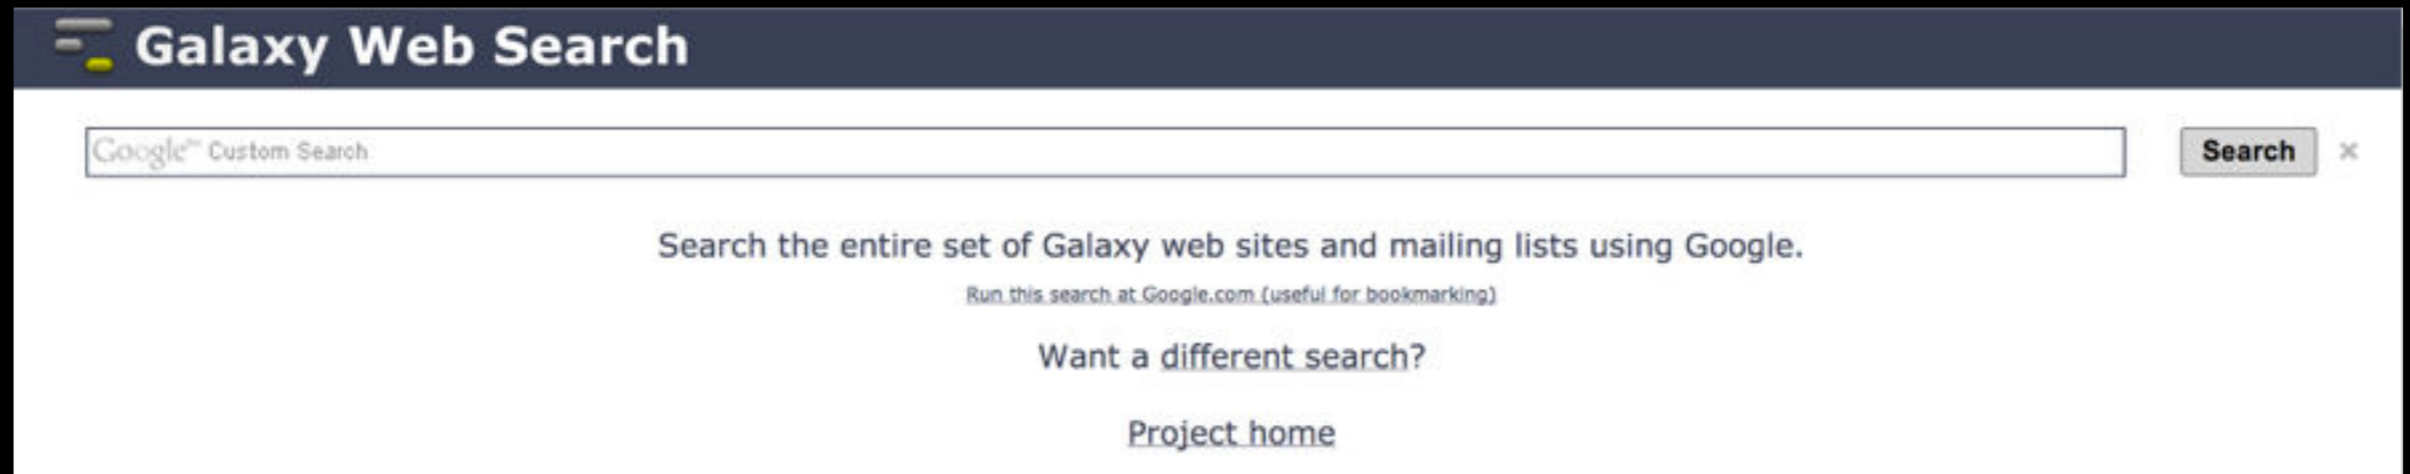 Galaxy Web Search
Google™ Custom Search
Search ×
Search the entire set of Galaxy web sites and mailing lists using Google.
Run this search at Google.com (useful for bookmarking)
Want a different search?
Project home